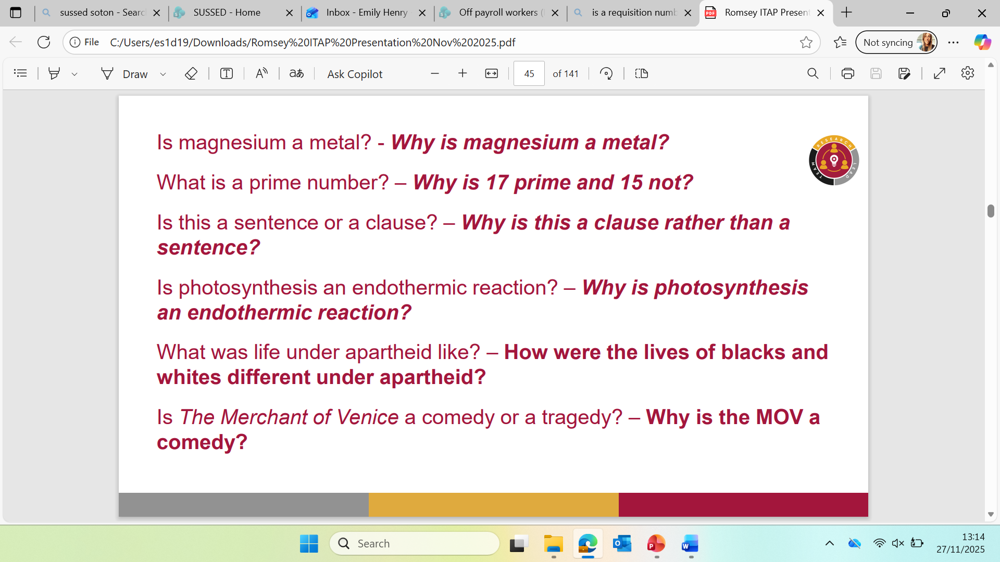 sussed soton - Searc
SUSSED - Home
Inbox - Emily Henry
Off payroll workers (
is a requisition numb
PDF
Romsey ITAP Present
File
C:/Users/es1d19/Downloads/Romsey%20ITAP%20Presentation%20Nov%202025.pdf
Not syncing
Draw
Ask Copilot
45
of 141
Is magnesium a metal? - Why is magnesium a metal?
What is a prime number? – Why is 17 prime and 15 not?
Is this a sentence or a clause? – Why is this a clause rather than a
sentence?
Is photosynthesis an endothermic reaction? – Why is photosynthesis
an endothermic reaction?
What was life under apartheid like? – How were the lives of blacks and
whites different under apartheid?
Is The Merchant of Venice a comedy or a tragedy? – Why is the MOV a
comedy?
RESEARCH
LEAD
TEAM
Search
13:14
27/11/2025